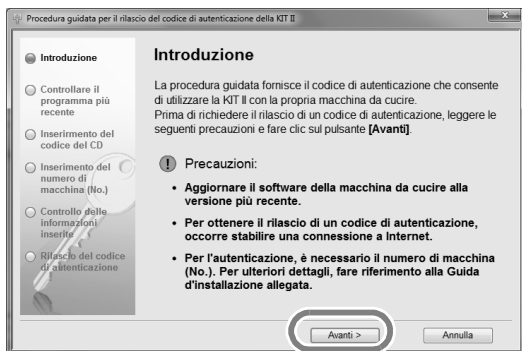 Procedura guidata per il rilascio del codice di autenticazione della KIT II
Introduzione
Controllare il
programma più
recente
Inserimento del
codice del CD
Inserimento del
numero di
macchina (No.)
Controllo delle
informazioni
inserite
Rilascio del codice
di autenticazione
Introduzione
La procedura guidata fornisce il codice di autenticazione che consente
di utilizzare la KIT II con la propria macchina da cucire.
Prima di richiedere il rilascio di un codice di autenticazione, leggere le
seguenti precauzioni e fare clic sul pulsante [Avanti].
Precauzioni:
• Aggiornare il software della macchina da cucire alla
versione più recente.
• Per ottenere il rilascio di un codice di autenticazione,
occorre stabilire una connessione a Internet.
• Per l'autenticazione, è necessario il numero di macchina
(No.). Per ulteriori dettagli, fare riferimento alla Guida
d'installazione allegata.
Avanti >
Annulla